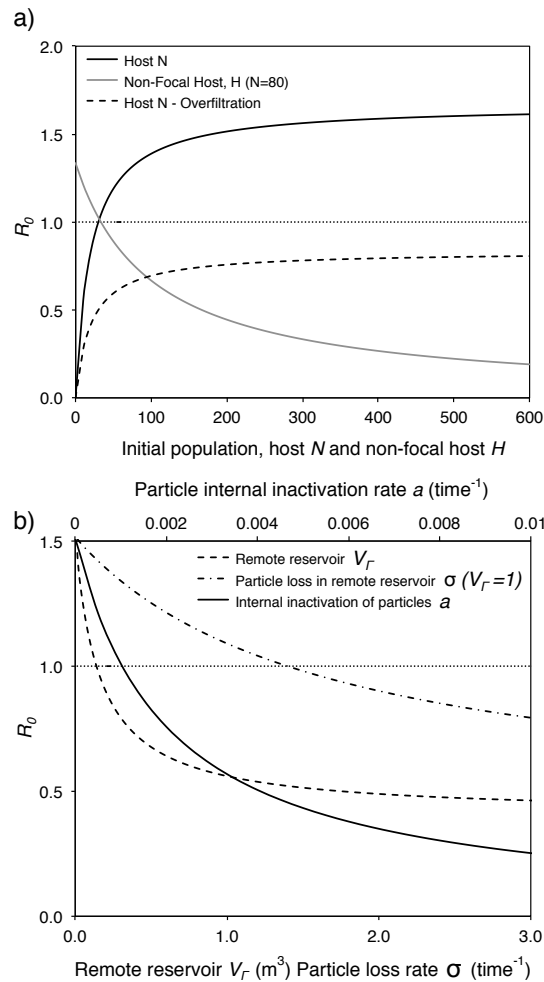 a)
2.0
1.5
1.0
0.5
0.0
R0
Host N
Non-Focal Host, H (N=80)
Host N - Overfiltration
0 100 200 300 400 500 600
Initial population, host N and non-focal host H
Particle internal inactivation rate a (time-1)
b)
0 0.002 0.004 0.006 0.008 0.01
1.5
1.0
0.5
0.0
R0
Remote reservoir VΓ
Particle loss in remote reservoir σ (VΓ=1)
Internal inactivation of particles a
0.0 1.0 2.0 3.0
Remote reservoir VΓ (m3) Particle loss rate σ (time-1)